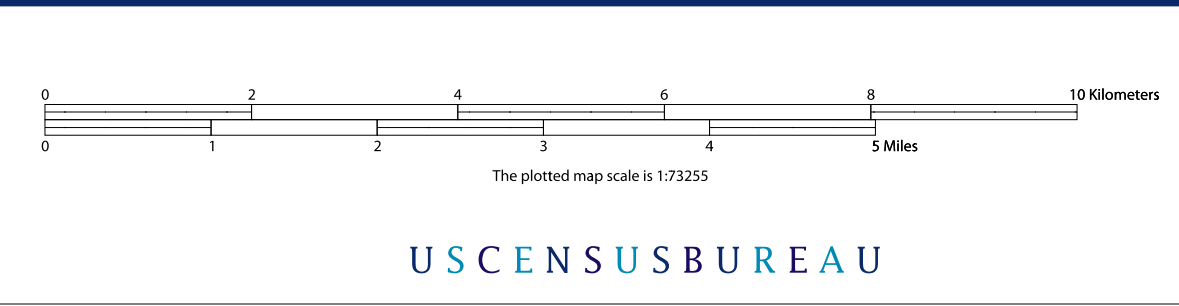 0 2 4 6 8 10 Kilometers
0 1 2 3 4 5 Miles
The plotted map scale is 1:73255
USCENSUSBUREAU